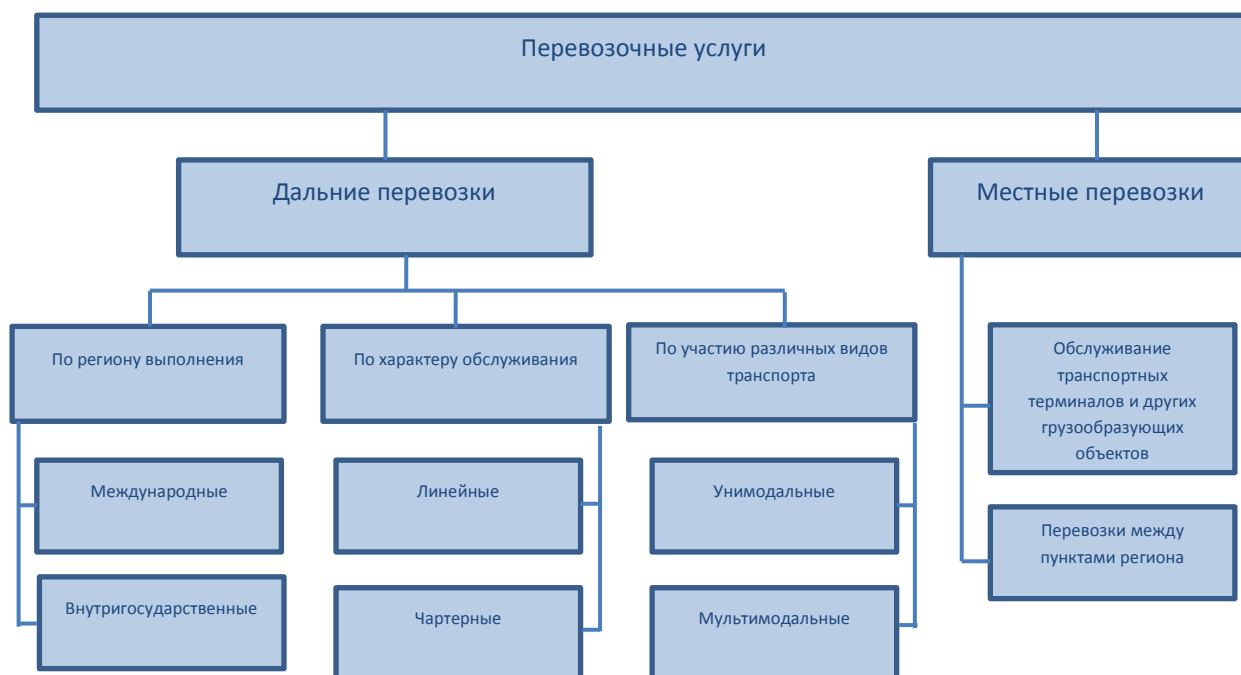 Перевозочные услуги
Дальние перевозки
Местные перевозки
По региону выполнения
По характеру обслуживания
По участию различных видов
транспорта
Обслуживание
транспортных
терминалов и других
грузообразующих
объектов
Международные
Линейные
Унимодальные
Перевозки между
пунктами региона
Внутригосударственные
Чартерные
Мультимодальные